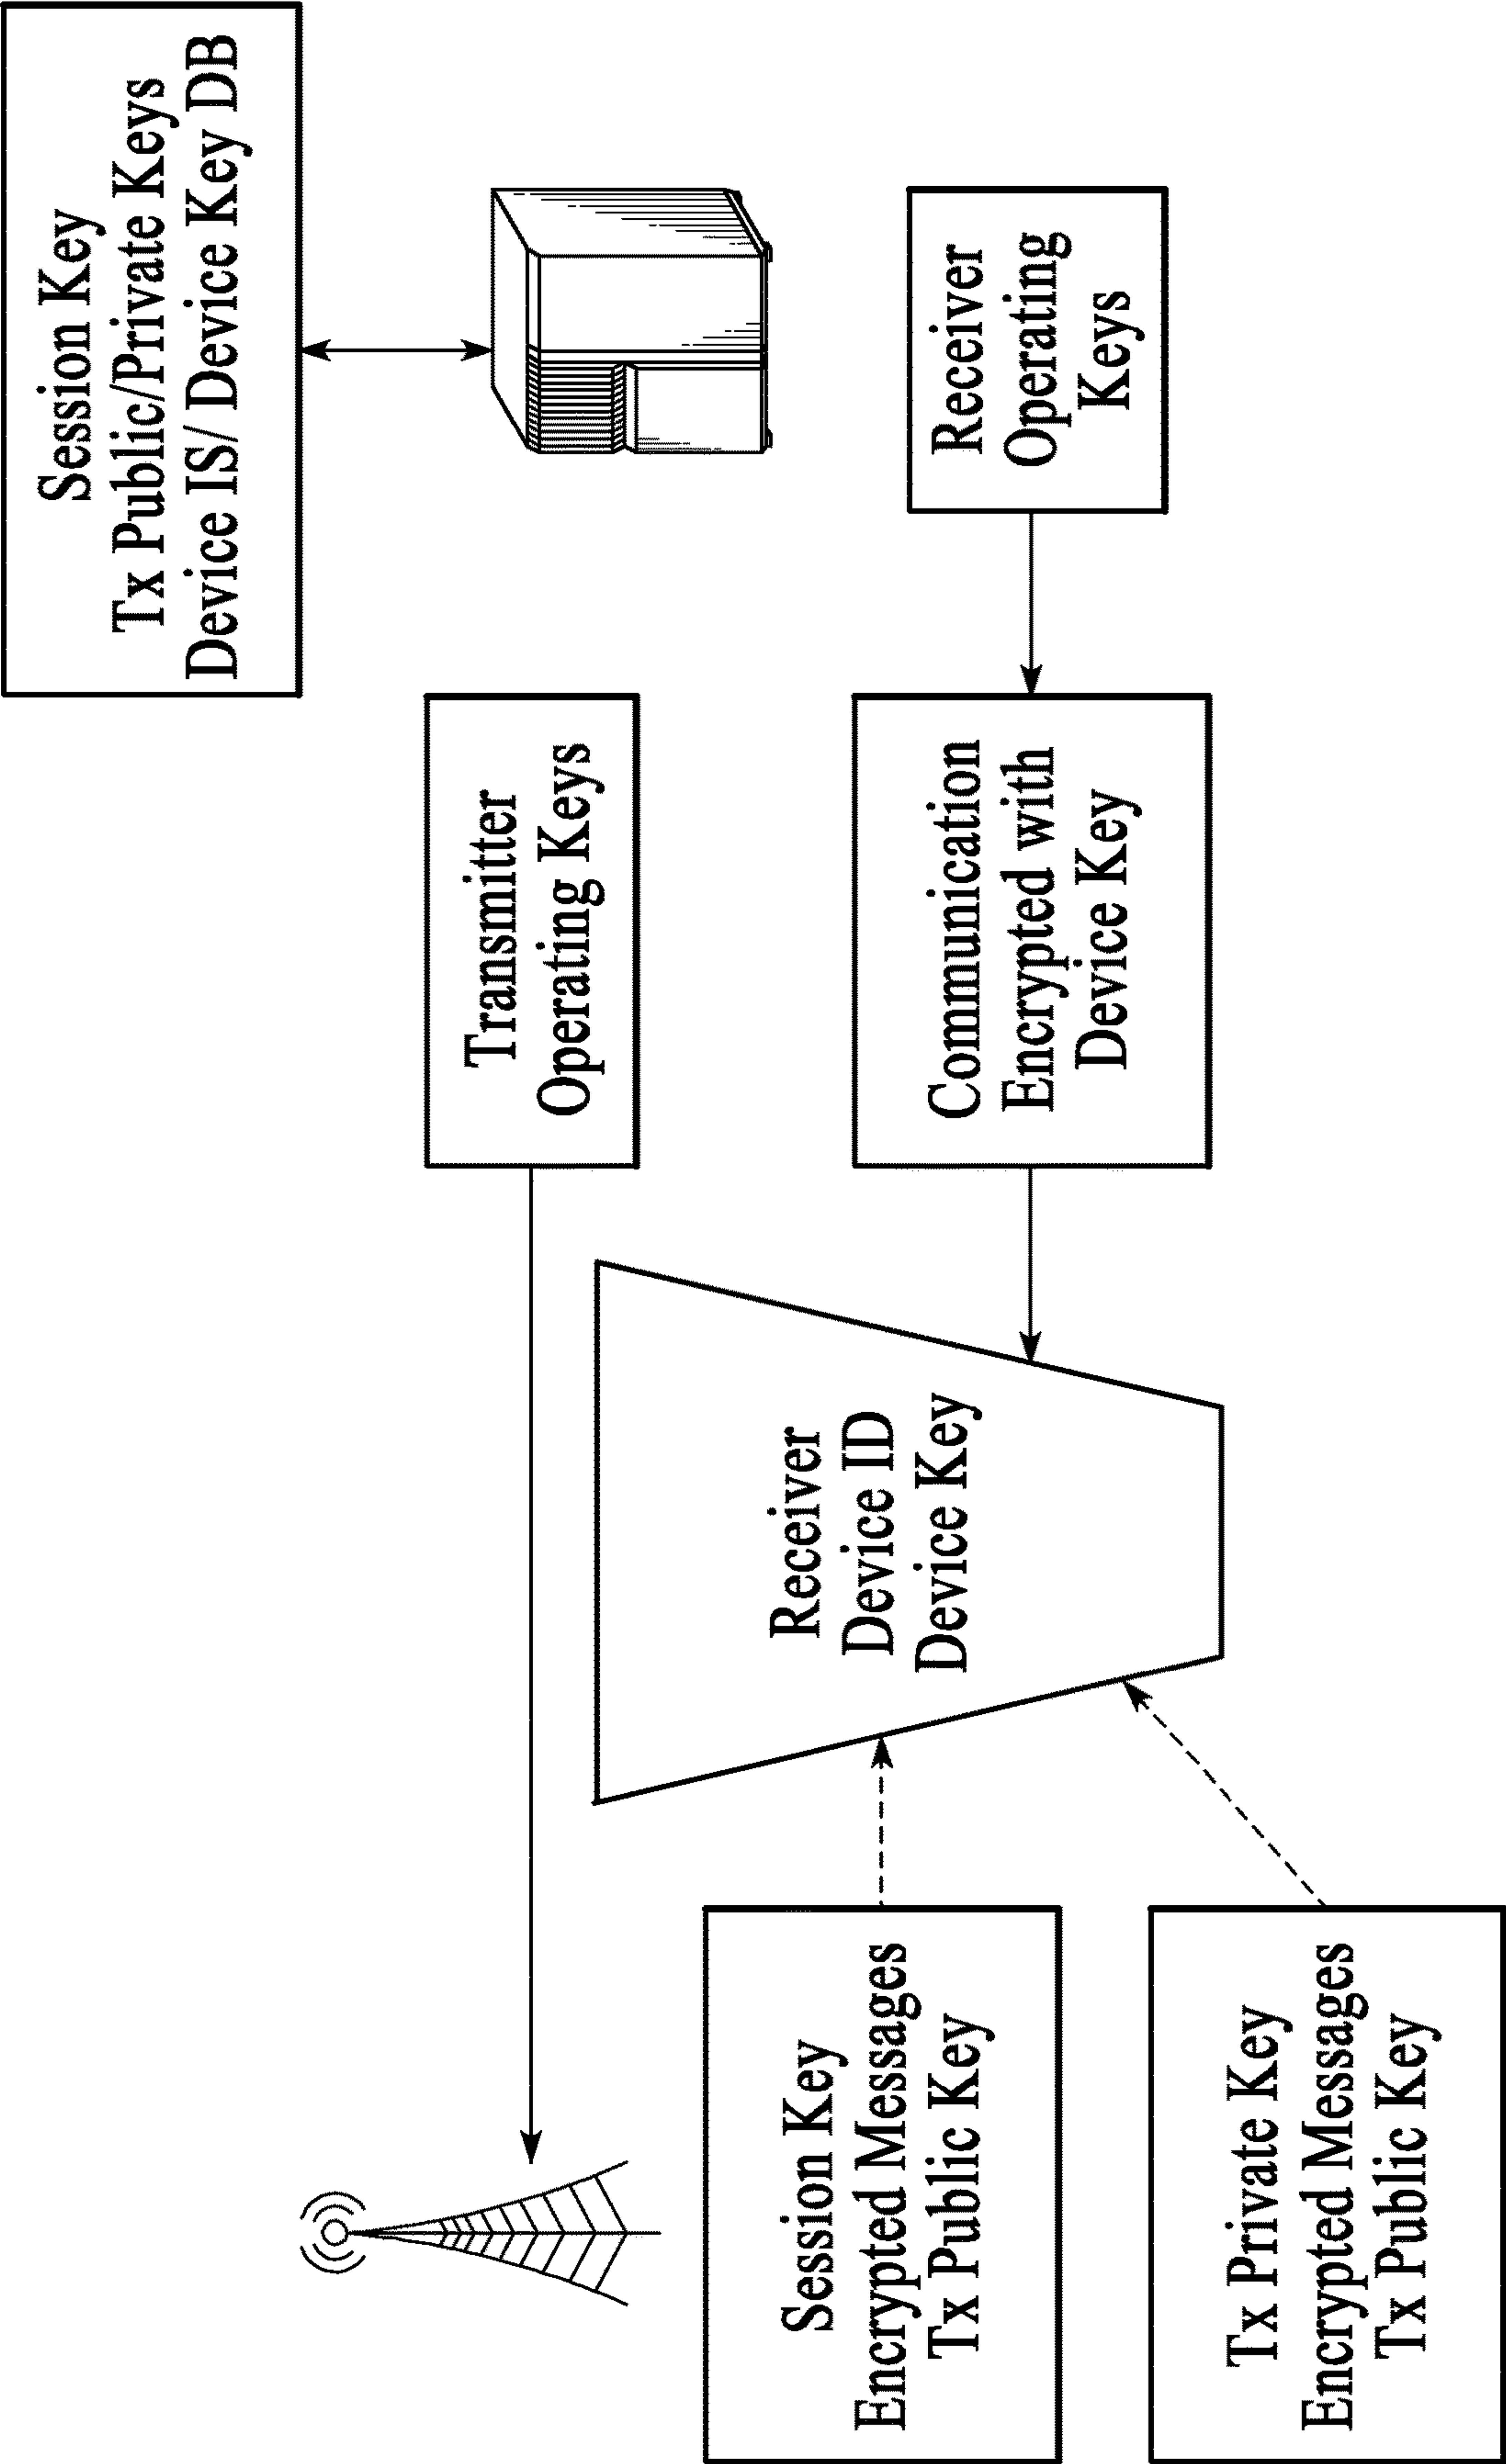 Session Key
Tx Public/Private Keys
Device IS/ Device Key DB
Transmitter
Operating Keys
Receiver
Operating
Keys
Communication
Encrypted with
Device Key
Receiver
Device ID
Device Key
Session Key
Encrypted Messages
Tx Public Key
Tx Private Key
Encrypted Messages
Tx Public Key